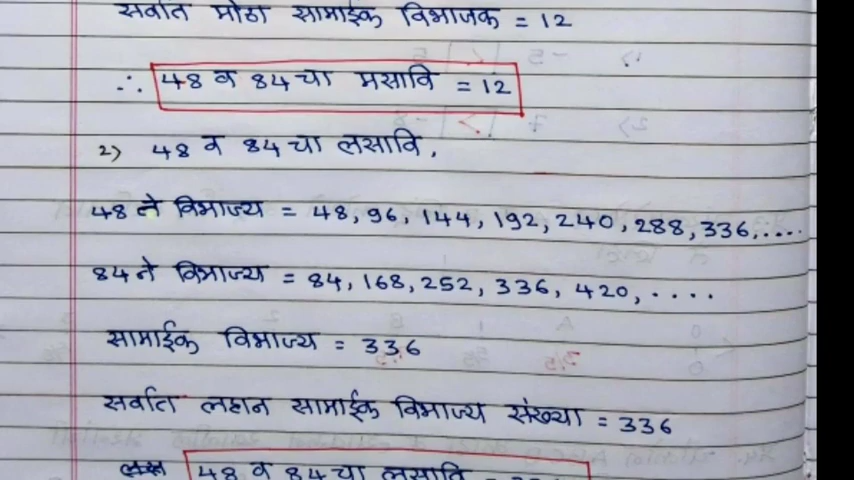 सर्वात मोठा सामाईक विभाजक = 12
∴ 48 व 84 चा मसावि = 12
2) 48 व 84 चा लसावि.
48 ने विभाज्य = 48, 96, 144, 192, 240, 288, 336, ....
84 ने विभाज्य = 84, 168, 252, 336, 420, ....
सामाईक विभाज्य = 336
सर्वात लहान सामाईक विभाज्य संख्या = 336
48 व 84 चा लसावि